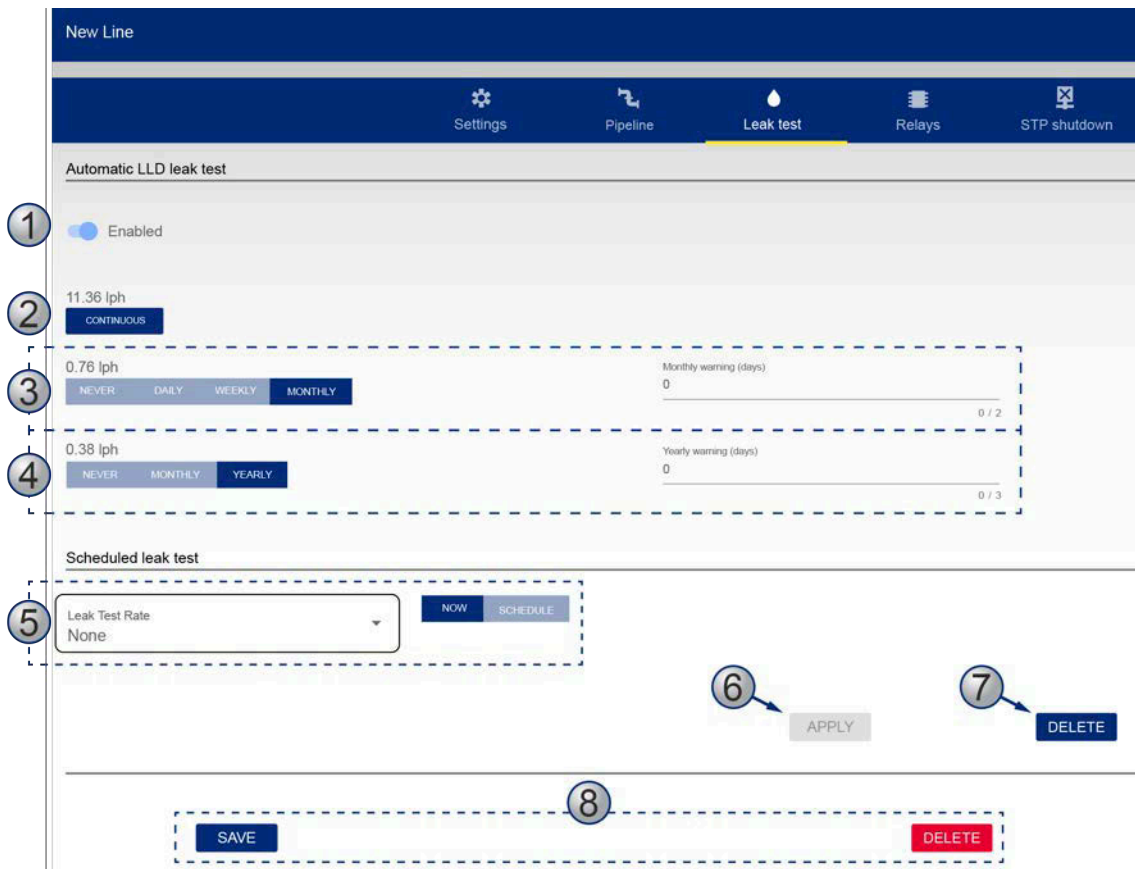 New Line
Settings Pipeline Leak test Relays STP shutdown
Automatic LLD leak test
1 Enabled
11.36 lph
2 CONTINUOUS
0.76 lph Monthly warning (days)
3 NEVER DAILY WEEKLY MONTHLY 0
0 / 2
0.38 lph Yearly warning (days)
4 NEVER MONTHLY YEARLY 0
0 / 3
Scheduled leak test
5 Leak Test Rate NOW SCHEDULE
None
6 7
APPLY DELETE
8
SAVE DELETE